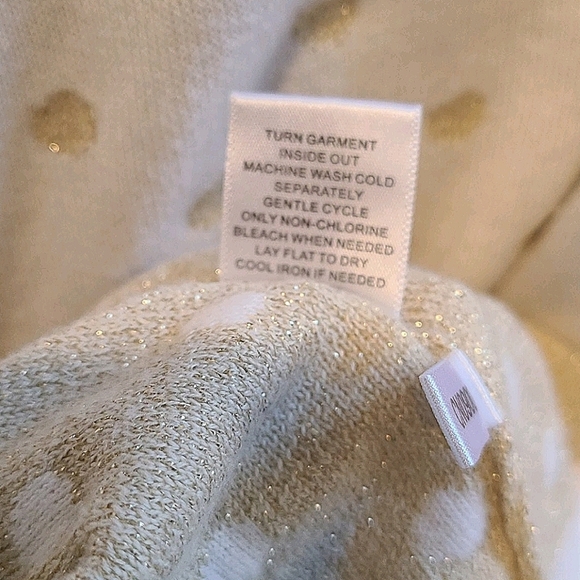 TURN GARMENT
INSIDE OUT
MACHINE WASH COLD
SEPARATELY
GENTLE CYCLE
ONLY NON-CHLORINE
BLEACH WHEN NEEDED
LAY FLAT TO DRY
COOL IRON IF NEEDED